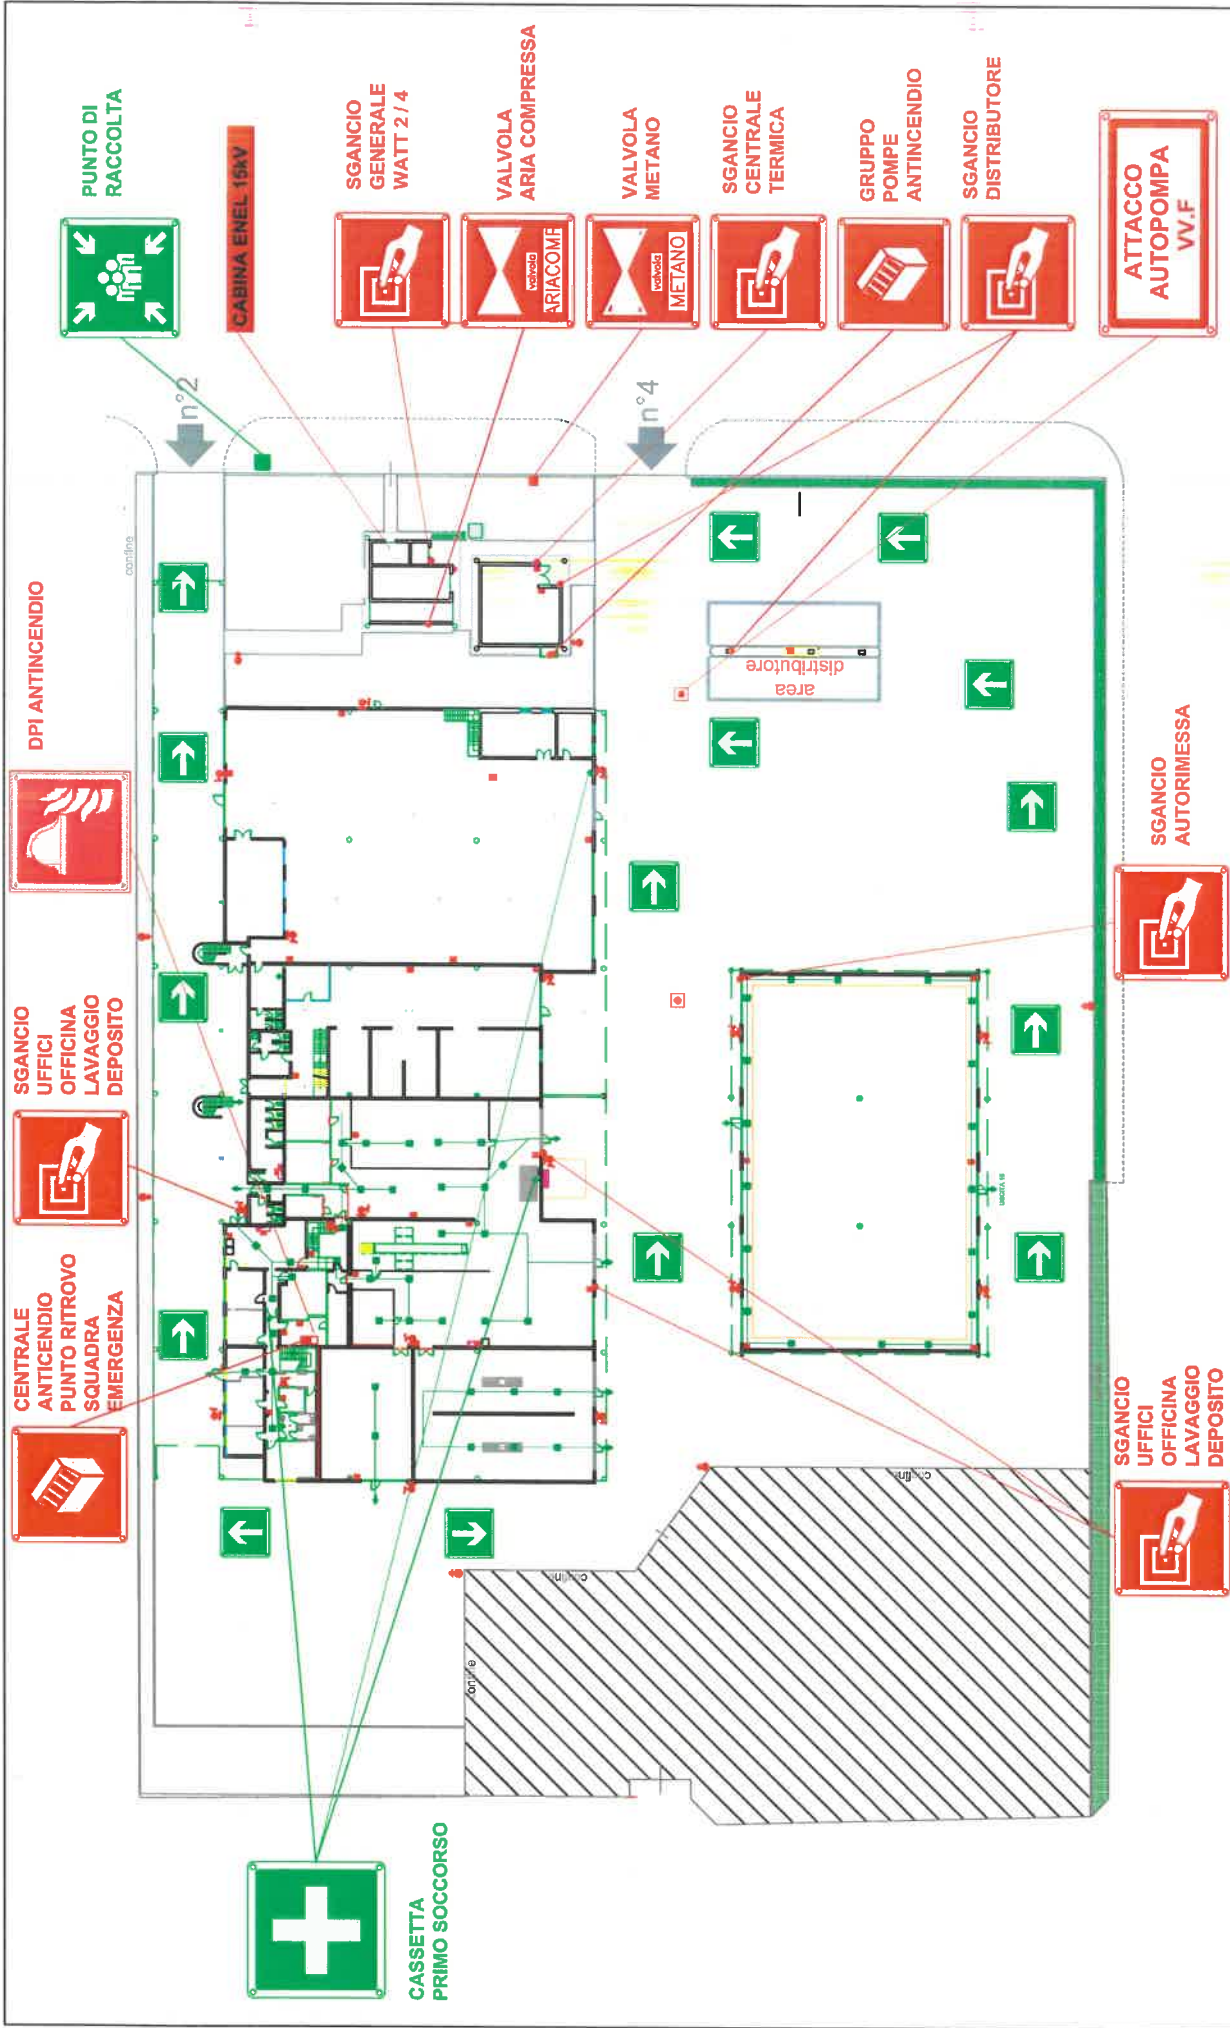 CENTRALE
ANTICENDIO
PUNTO RITROVO
SQUADRA
EMERGENZA
SGANCIO
UFFICI
OFFICINA
LAVAGGIO
DEPOSITO
DPI ANTINCENDIO
PUNTO DI
RACCOLTA
confine
n°2
CABINA ENEL 15kV
SGANCIO
GENERALE
WATT 2 / 4
VALVOLA
ARIA COMPRESSA
valvola
ARIACOMP
VALVOLA
METANO
valvola
METANO
n°4
SGANCIO
CENTRALE
TERMICA
GRUPPO
POMPE
ANTINCENDIO
SGANCIO
DISTRIBUTORE
ATTACCO
AUTOPOMPA
VV.F
area
distributore
CASSETTA
PRIMO SOCCORSO
confine
confine
confine
USCITA 10
SGANCIO
UFFICI
OFFICINA
LAVAGGIO
DEPOSITO
SGANCIO
AUTORIMESSA